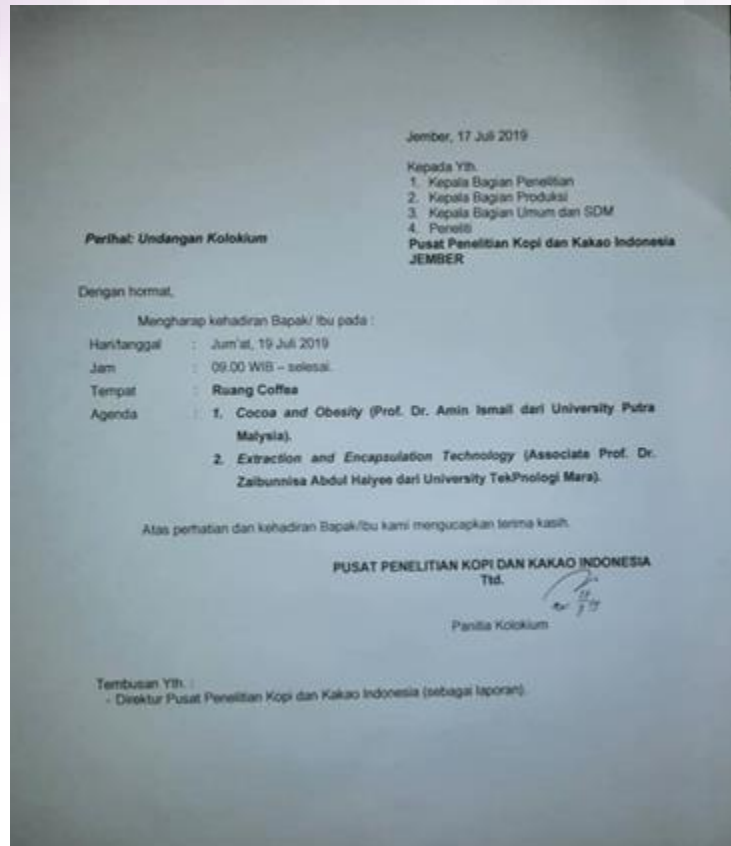 Jember, 17 Juli 2019
Kepada Yth.
1. Kepala Bagian Penelitian
2. Kepala Bagian Produksi
3. Kepala Bagian Umum dan SDM
4. Peneliti
Pusat Penelitian Kopi dan Kakao Indonesia
JEMBER
Perihal: Undangan Kolokium
Dengan hormat,
Mengharap kehadiran Bapak/ Ibu pada :
Hari/tanggal : Jum'at, 19 Juli 2019
Jam : 09.00 WIB – selesai.
Tempat : Ruang Coffea
Agenda : 1. Cocoa and Obesity (Prof. Dr. Amin Ismail dari University Putra
Malysia).
2. Extraction and Encapsulation Technology (Associate Prof. Dr.
Zaibunnisa Abdul Haiyee dari University TekPnologi Mara).
Atas perhatian dan kehadiran Bapak/Ibu kami mengucapkan terima kasih.
PUSAT PENELITIAN KOPI DAN KAKAO INDONESIA
Ttd.
Panitia Kolokium
Tembusan Yth. :
- Direktur Pusat Penelitian Kopi dan Kakao Indonesia (sebagai laporan).